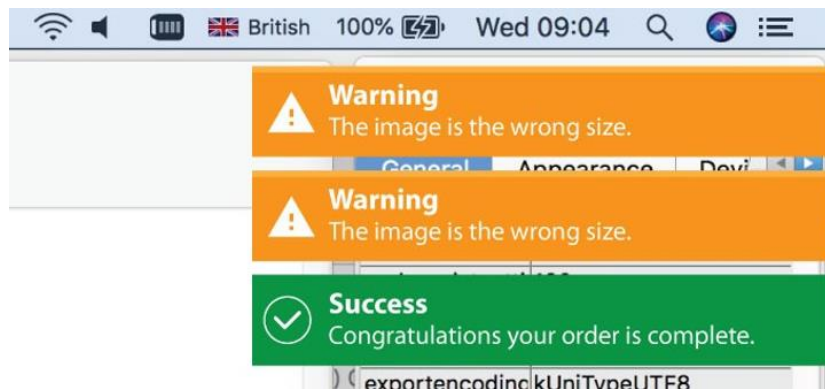 British 100% Wed 09:04
Warning
The image is the wrong size.
General Appearance
Warning
The image is the wrong size.
Success
Congratulations your order is complete.
exportencoding kUniTypeUTF8